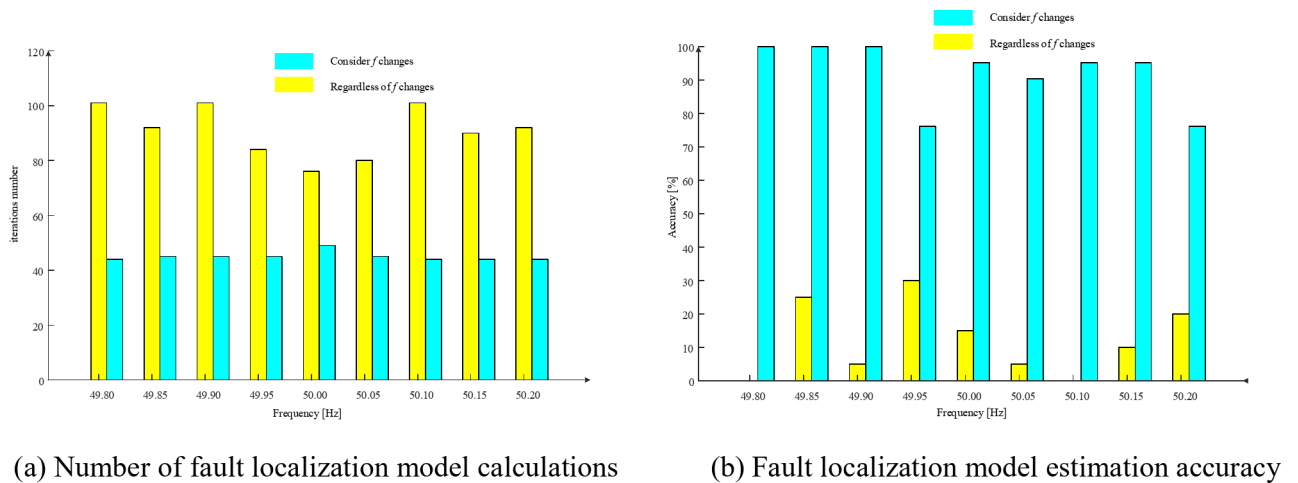 120
100
80
60
40
20
0
iterations number
Consider f changes
Regardless of f changes
49.80 49.85 49.90 49.95 50.00 50.05 50.10 50.15 50.20
Frequency [Hz]
(a) Number of fault localization model calculations
Consider f changes
Regardless of f changes
100
90
80
70
60
50
40
30
20
10
0
Accuracy [%]
49.80 49.85 49.90 49.95 50.00 50.05 50.10 50.15 50.20
Frequency [Hz]
(b) Fault localization model estimation accuracy